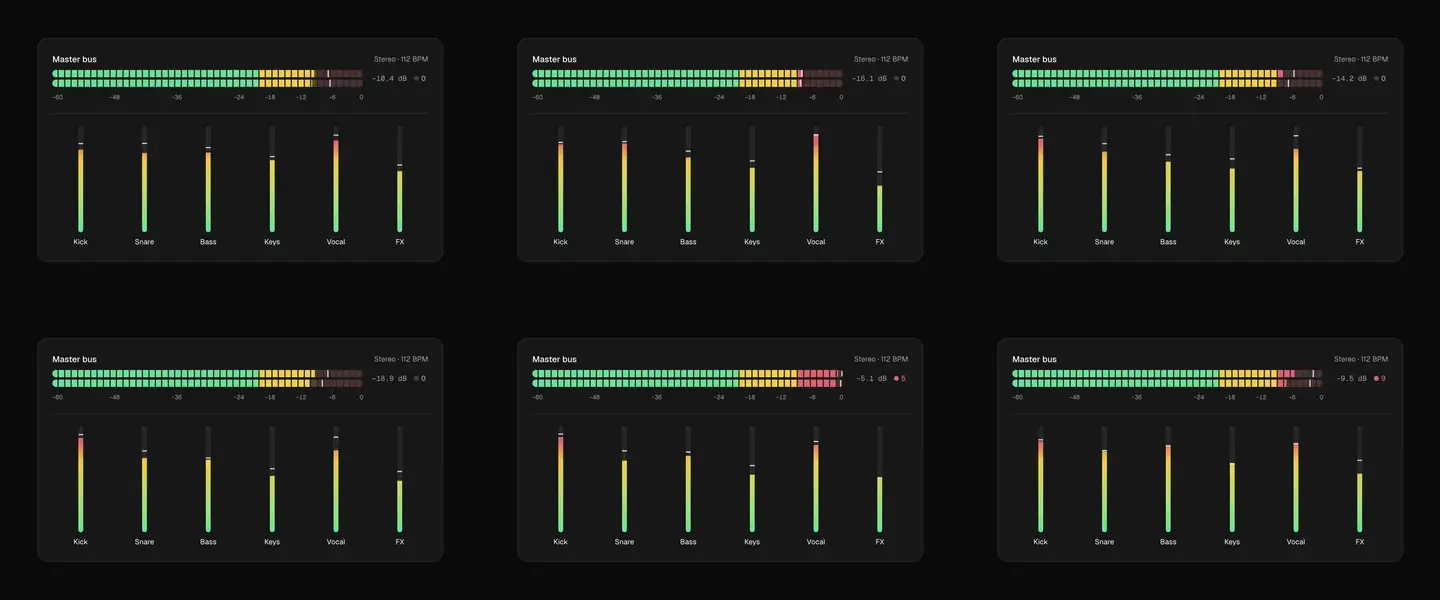 Master bus
Stereo · 112 BPM
-10.4 dB 0
-60 -48 -36 -24 -18 -12 -6 0
Kick Snare Bass Keys Vocal FX
Master bus
Stereo · 112 BPM
-16.1 dB 0
-60 -48 -36 -24 -18 -12 -6 0
Kick Snare Bass Keys Vocal FX
Master bus
Stereo · 112 BPM
-14.2 dB 0
-60 -48 -36 -24 -18 -12 -6 0
Kick Snare Bass Keys Vocal FX
Master bus
Stereo · 112 BPM
-16.9 dB 0
-60 -48 -36 -24 -18 -12 -6 0
Kick Snare Bass Keys Vocal FX
Master bus
Stereo · 112 BPM
-5.1 dB 5
-60 -48 -36 -24 -18 -12 -6 0
Kick Snare Bass Keys Vocal FX
Master bus
Stereo · 112 BPM
-9.5 dB 9
-60 -48 -36 -24 -18 -12 -6 0
Kick Snare Bass Keys Vocal FX